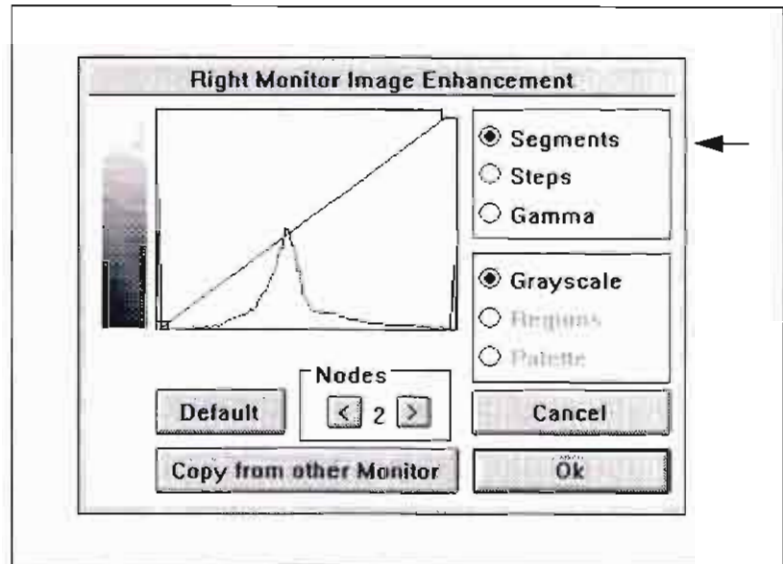 Right Monitor Image Enhancement
Segments
Steps
Gamma
Grayscale
Regions
Palette
Nodes
Default
< 2 >
Cancel
Copy from other Monitor
Ok